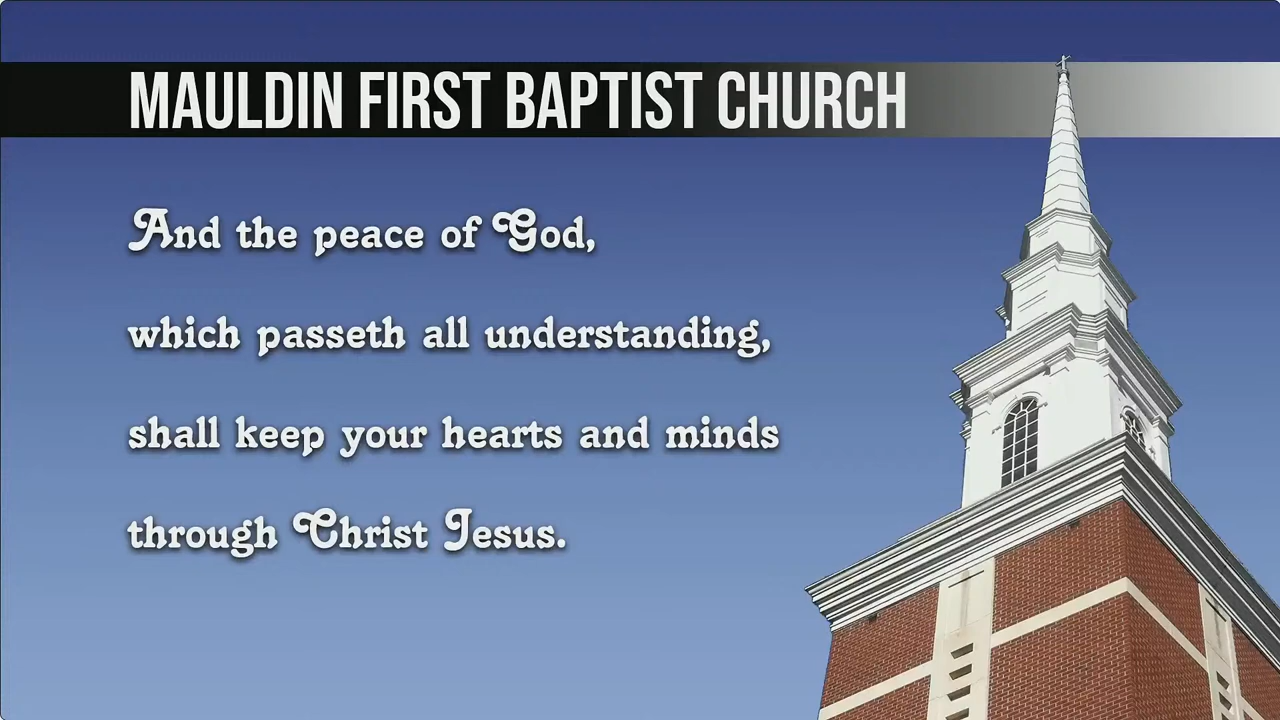 MAULDIN FIRST BAPTIST CHURCH
And the peace of God,
which passeth all understanding,
shall keep your hearts and minds
through Christ Jesus.